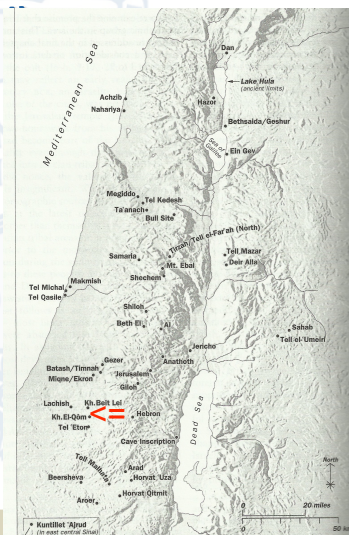 Mediterranean Sea
Dan
Lake Hula
(ancient limits)
Achzib
Nahariya
Hazor
Bethsaida/Geshur
Sea of
Galilee
Ein Gev
Megiddo
Tel Kedesh
Ta'anach
Bull Site
Tirzah/Tell el-Far'ah (North)
Samaria
Mt. Ebal
Shechem
Tell Mazar
Deir Alla
Makmish
Tel Michal
Tel Qasile
Shiloh
Beth El
Ai
Sahab
Tell el-'Umeiri
Jericho
Anathoth
Gezer
Batash/Timnah
Miqne/Ekron
Jerusalem
Giloh
Lachish
Kh.Beit Lei
Kh.El-Qôm
Hebron
Tel 'Eton
Dead Sea
Cave Inscription
Tell Malhata
Arad
Horvat 'Uza
Beersheva
Horvat Qitmit
Aroer
North
0 20 miles
0 50 k
Kuntillet 'Ajrud
(in east central Sinai)